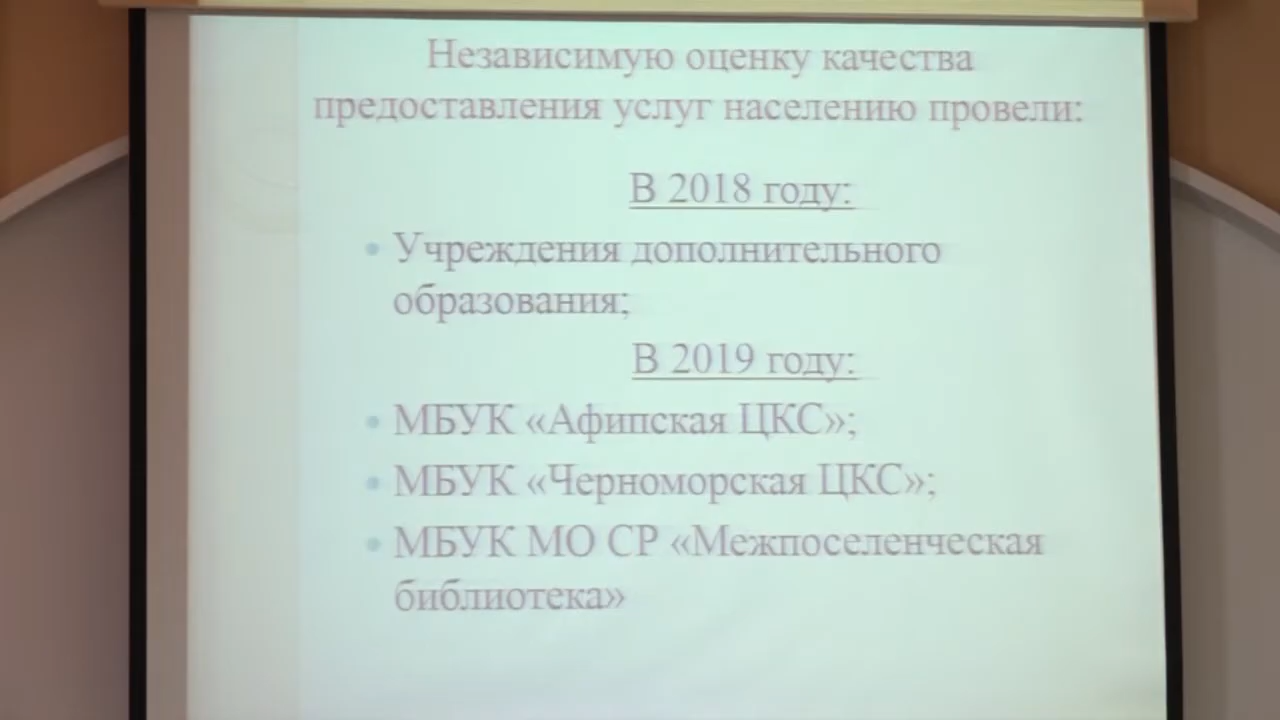 Независимую оценку качества
предоставления услуг населению провели:
В 2018 году:
• Учреждения дополнительного
образования;
В 2019 году:
• МБУК «Афипская ЦКС»;
• МБУК «Черноморская ЦКС»;
• МБУК МО СР «Межпоселенческая
библиотека»